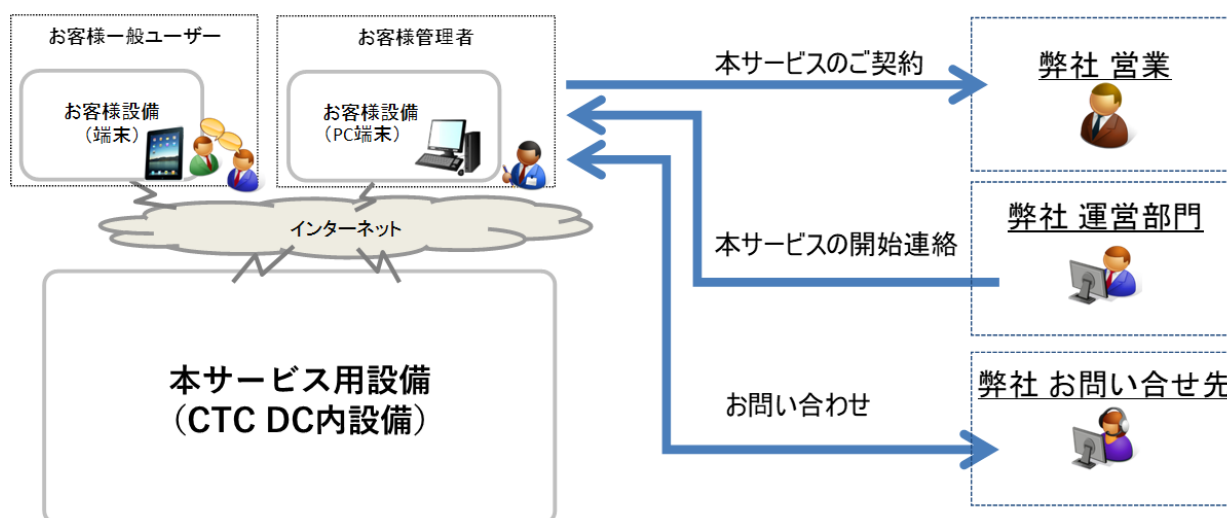 お客様一般ユーザー
お客様設備
（端末）
お客様管理者
お客様設備
（PC端末）
インターネット
本サービス用設備
（CTC DC内設備）
本サービスのご契約
本サービスの開始連絡
お問い合わせ
弊社 営業
弊社 運営部門
弊社 お問い合せ先